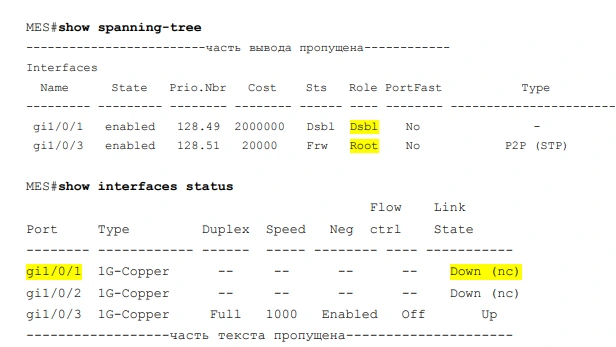 MES#show spanning-tree
------------------------часть вывода пропущена------------
Interfaces
Name State Prio.Nbr Cost Sts Role PortFast Type
--------- -------- -------- ------- ---- ---- -------- ----------------------
gi1/0/1 enabled 128.49 2000000 Dsbl Dsbl No -
gi1/0/3 enabled 128.51 20000 Frw Root No P2P (STP)
MES#show interfaces status
Flow Link
Port Type Duplex Speed Neg ctrl State
-------- ------------ ------ ----- -------- ---- -----------
gi1/0/1 1G-Copper -- -- -- -- Down (nc)
gi1/0/2 1G-Copper -- -- -- -- Down (nc)
gi1/0/3 1G-Copper Full 1000 Enabled Off Up
------------------часть текста пропущена---------------------